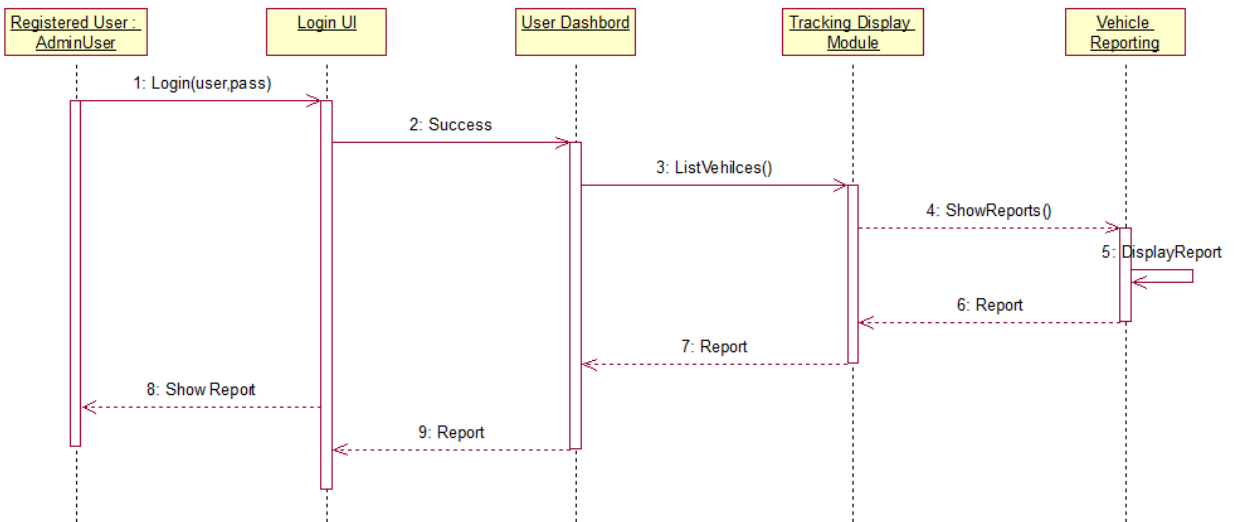 Registered User :
AdminUser
Login UI
User Dashbord
Tracking Display
Module
Vehicle
Reporting
1: Login(user,pass)
2: Success
3: ListVehilces()
4: ShowReports()
5: DisplayReport
6: Report
7: Report
8: Show Report
9: Report